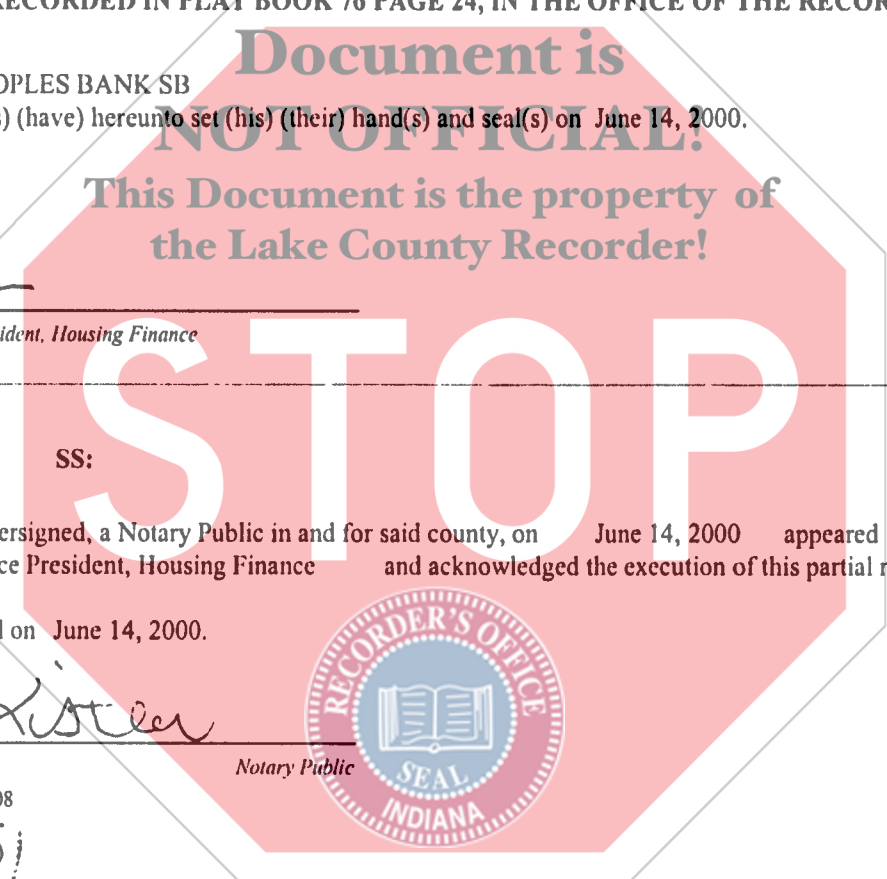 RECORDED IN PLAT BOOK 76 PAGE 24, IN THE OFFICE OF THE RECOR
Document is
OPLES BANK SB
s) (have) hereunto set (his) (their) hand(s) and seal(s) on June 14, 2000.
NOT OFFICIAL!
This Document is the property of
the Lake County Recorder!
ident, Housing Finance
STOP
SS:
ersigned, a Notary Public in and for said county, on June 14, 2000 appeared
ce President, Housing Finance and acknowledged the execution of this partial r
d on June 14, 2000.
Kistler
Notary Public
08
RECORDER'S OFFICE
SEAL
INDIANA